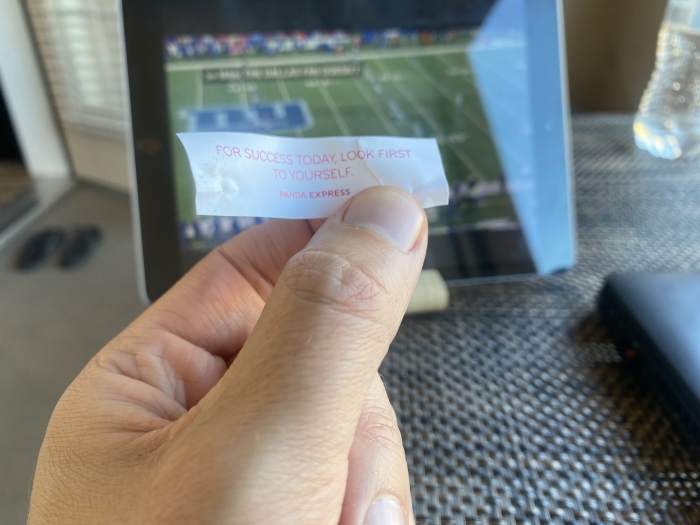 FOR SUCCESS TODAY, LOOK FIRST
TO YOURSELF.
PANDA EXPRESS